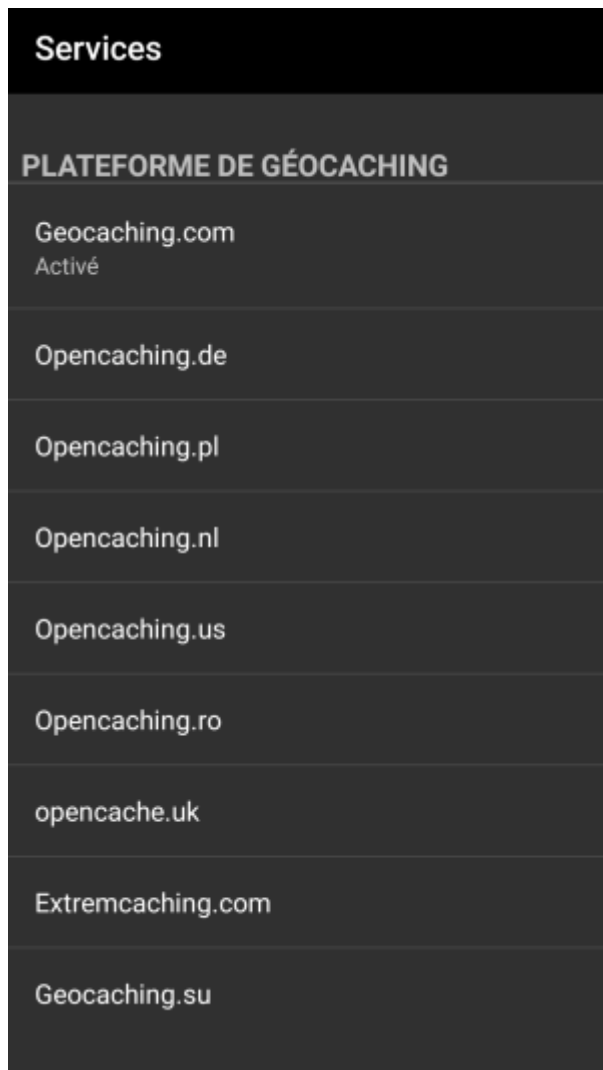 Services
PLATEFORME DE GÉOCACHING
Geocaching.com
Activé
Opencaching.de
Opencaching.pl
Opencaching.nl
Opencaching.us
Opencaching.ro
opencache.uk
Extremcaching.com
Geocaching.su